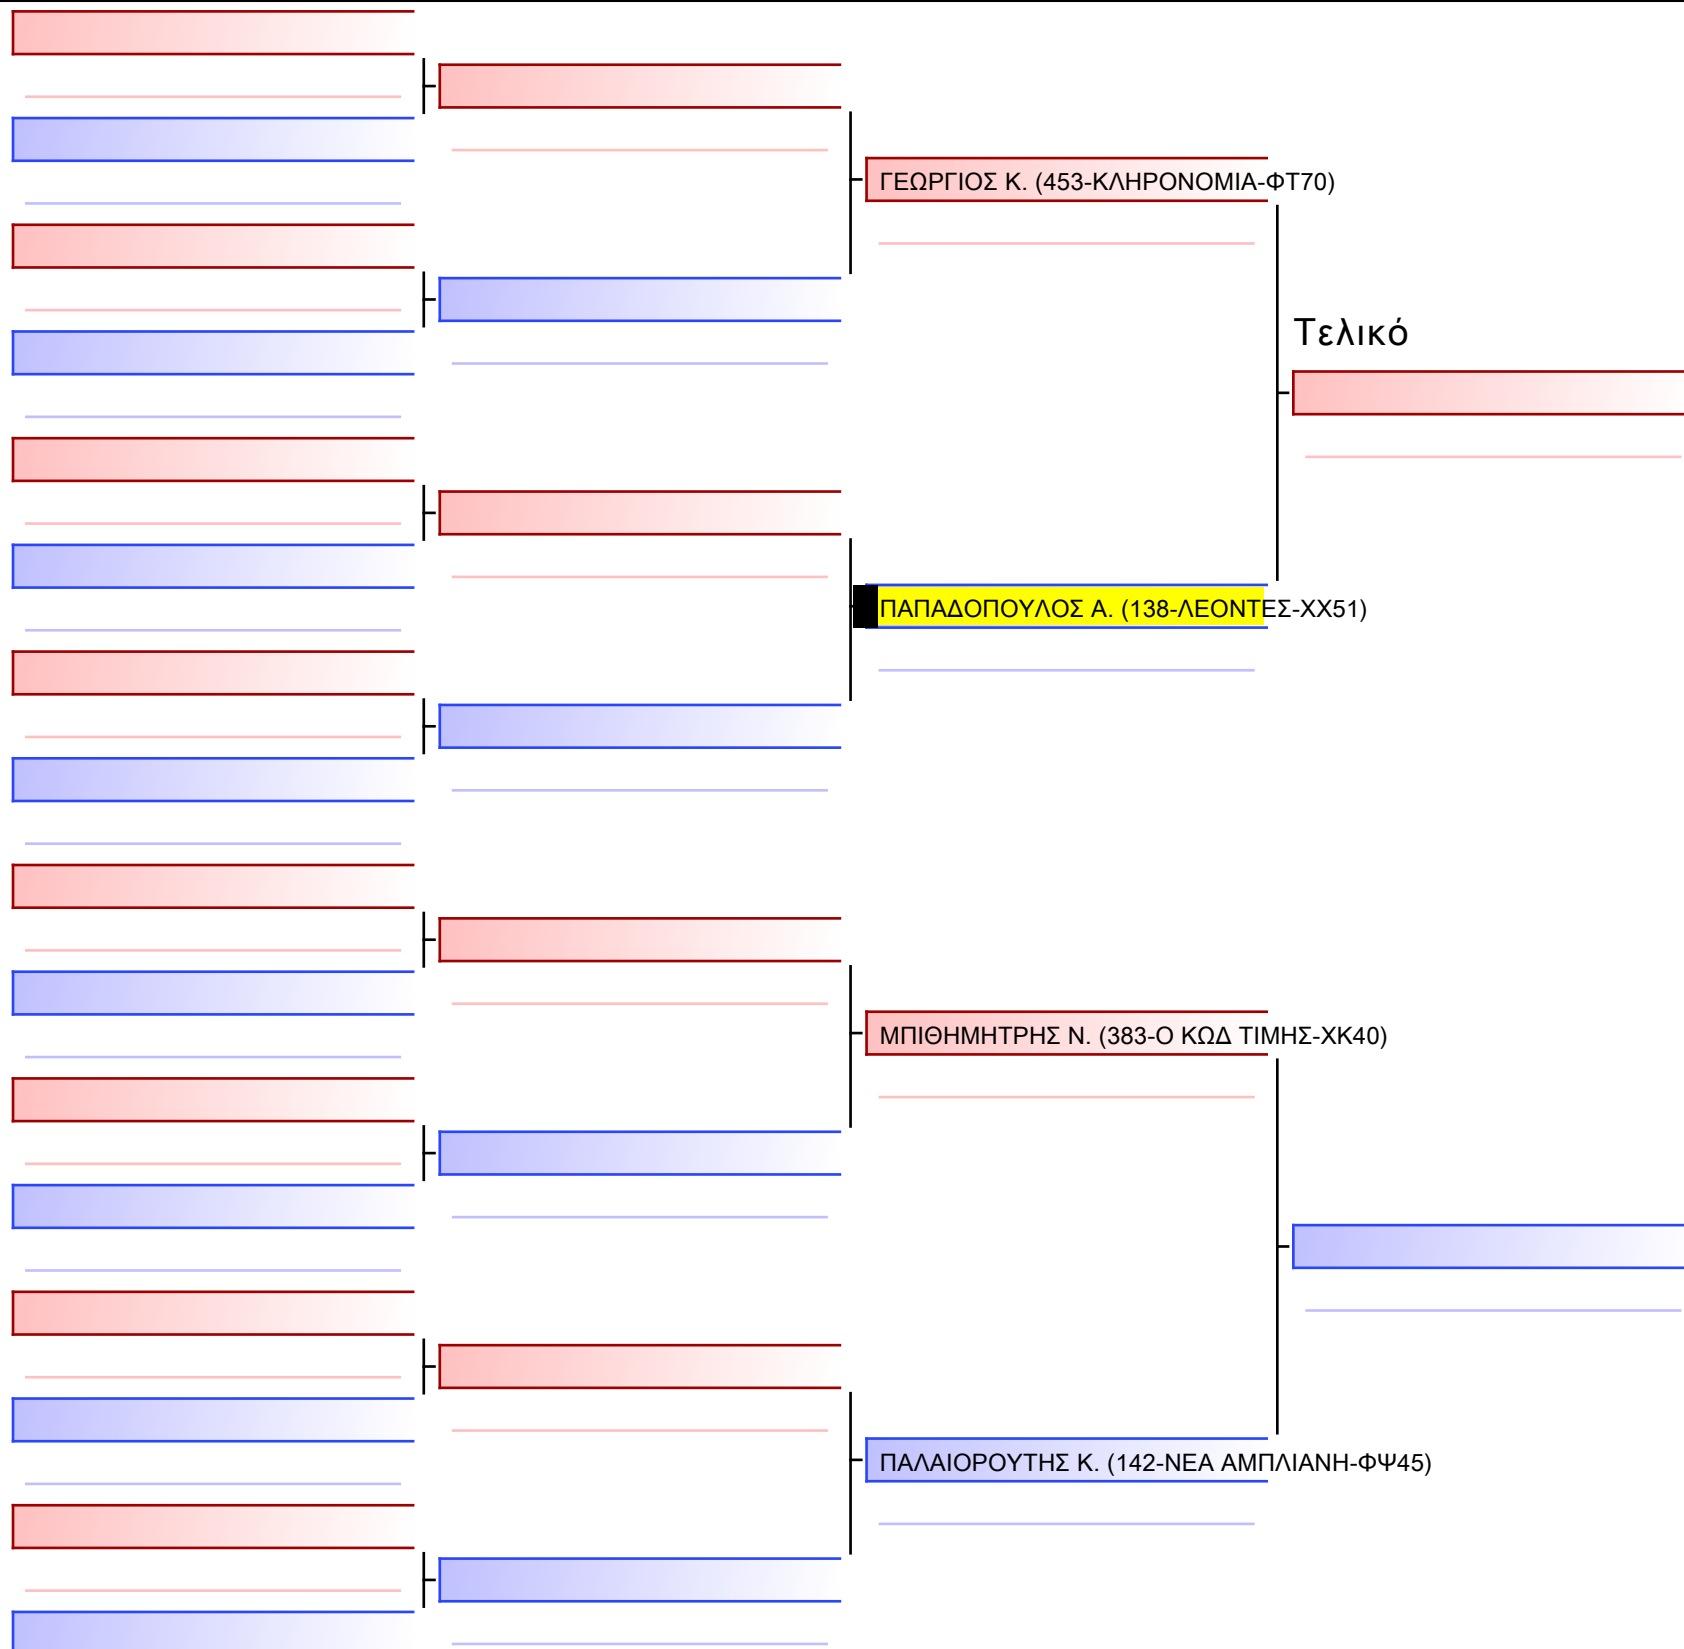 ΓΕΩΡΓΙΟΣ Κ. (453-ΚΛΗΡΟΝΟΜΙΑ-ΦΤ70)
Τελικό
ΠΑΠΑΔΟΠΟΥΛΟΣ Α. (138-ΛΕΟΝΤΕΣ-ΧΧ51)
ΜΠΙΘΗΜΗΤΡΗΣ Ν. (383-Ο ΚΩΔ ΤΙΜΗΣ-ΧΚ40)
ΠΑΛΑΙΟΡΟΥΤΗΣ Κ. (142-ΝΕΑ ΑΜΠΛΙΑΝΗ-ΦΨ45)